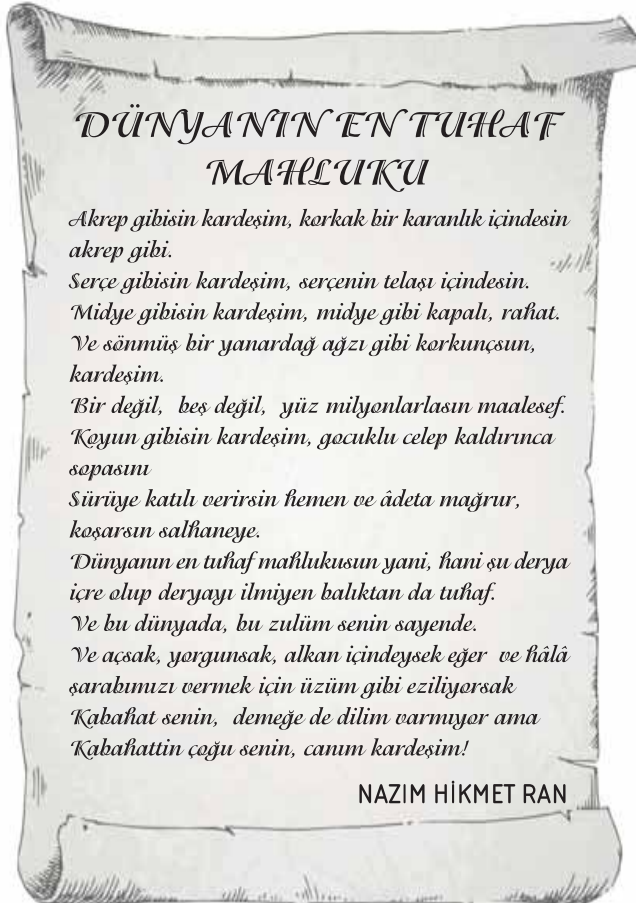 DÜNYANIN EN TUHAF
MAHLUKU
Akrep gibisin kardeşim, korkak bir karanlık içindesin
akrep gibi.
Serçe gibisin kardeşim, serçenin telaşı içindesin.
Midye gibisin kardeşim, midye gibi kapalı, rahat.
Ve sönmüş bir yanardağ ağzı gibi korkunçsun,
kardeşim.
Bir değil, beş değil, yüz milyonlarlasın maalesef.
Koyun gibisin kardeşim, gocuklu celep kaldırınca
sopasını
Sürüye katılı verirsin hemen ve âdeta mağrur,
koşarsın salhaneye.
Dünyanın en tuhaf mahlukusun yani, hani şu derya
içre olup deryayı ilmiyen balıktan da tuhaf.
Ve bu dünyada, bu zulüm senin sayende.
Ve açsak, yorgunsak, alkan içindeysek eğer ve hâlâ
şarabımızı vermek için üzüm gibi eziliyorsak
Kabahat senin, demeğe de dilim varmıyor ama
Kabahattin çoğu senin, canım kardeşim!
NAZIM HİKMET RAN